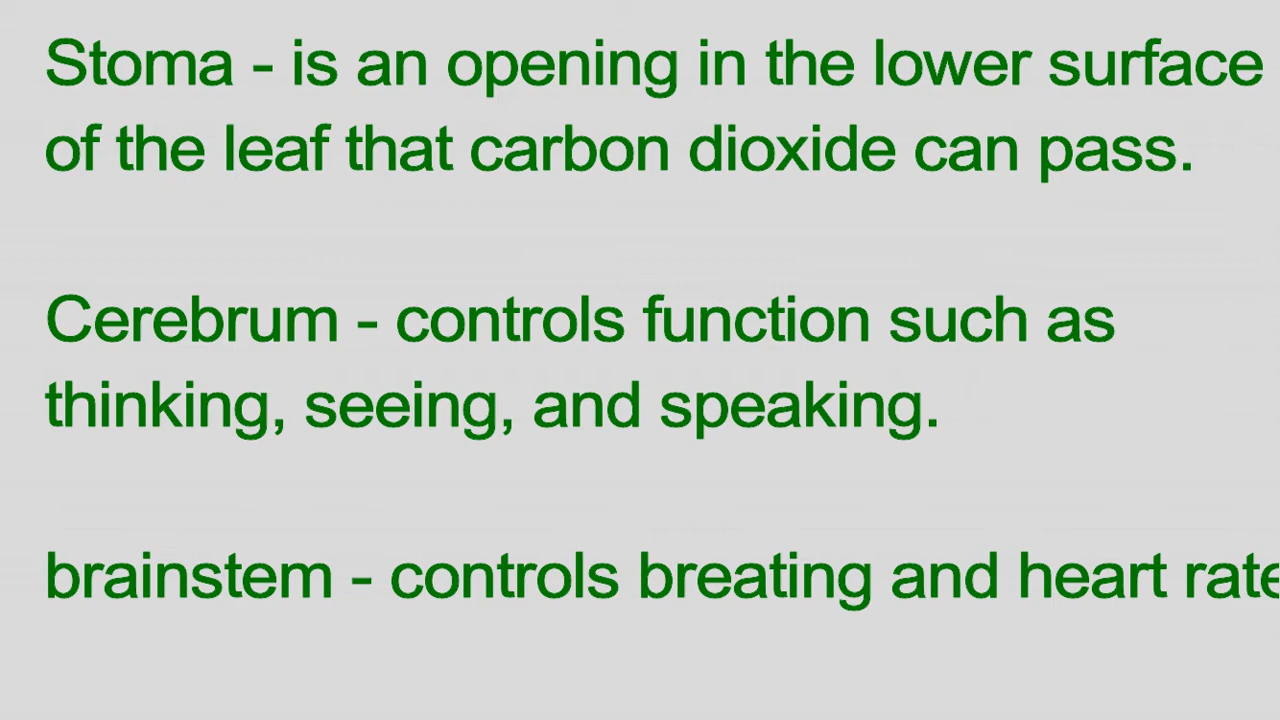 Stoma - is an opening in the lower surface
of the leaf that carbon dioxide can pass.
Cerebrum - controls function such as
thinking, seeing, and speaking.
brainstem - controls breating and heart rate